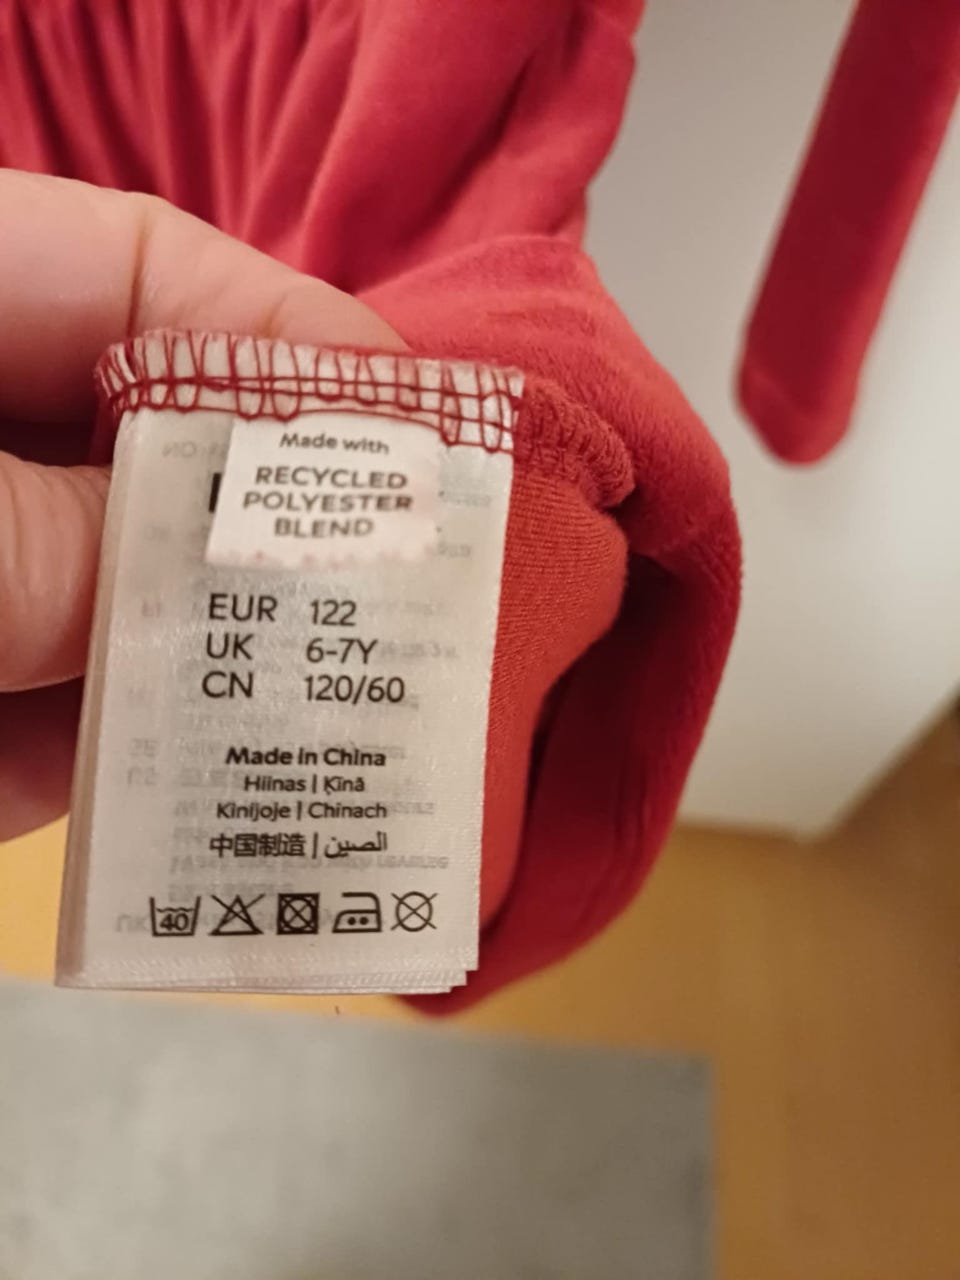 Made with
RECYCLED
POLYESTER
BLEND
EUR 122
UK 6-7Y
CN 120/60
Made in China
Hiinas | Ķīnā
Kinijoje | Chinach
中国制造 | الصين
40